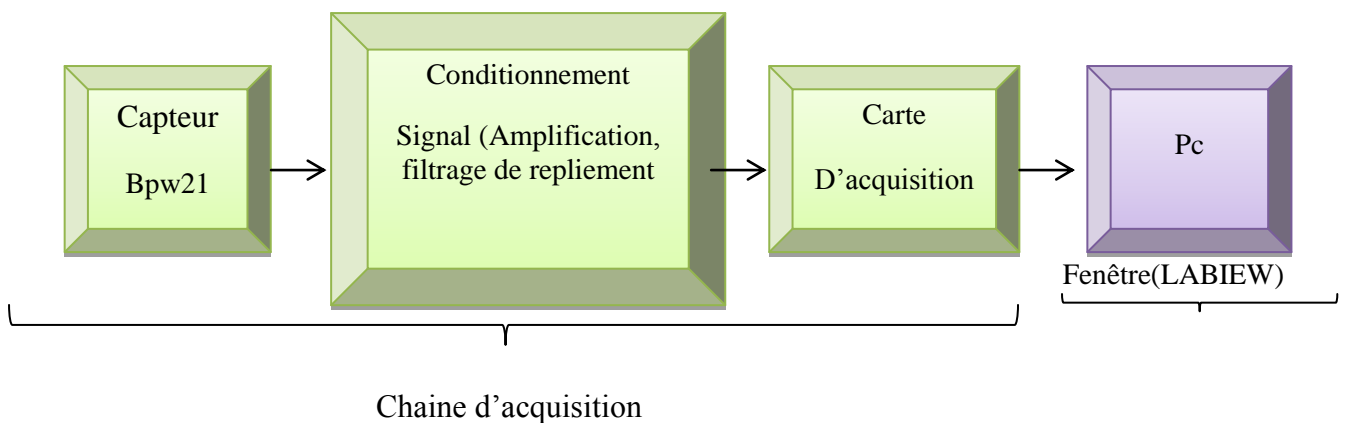 Capteur
Bpw21
Conditionnement
Signal (Amplification,
filtrage de repliement
Carte
D’acquisition
Pc
Fenêtre(LABIEW)
Chaine d’acquisition